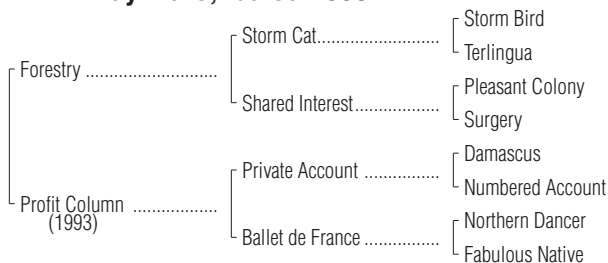 Storm Bird
Storm Cat
Terlingua
Forestry
Pleasant Colony
Shared Interest
Surgery
Damascus
Private Account
Numbered Account
Profit Column
(1993)
Northern Dancer
Ballet de France
Fabulous Native